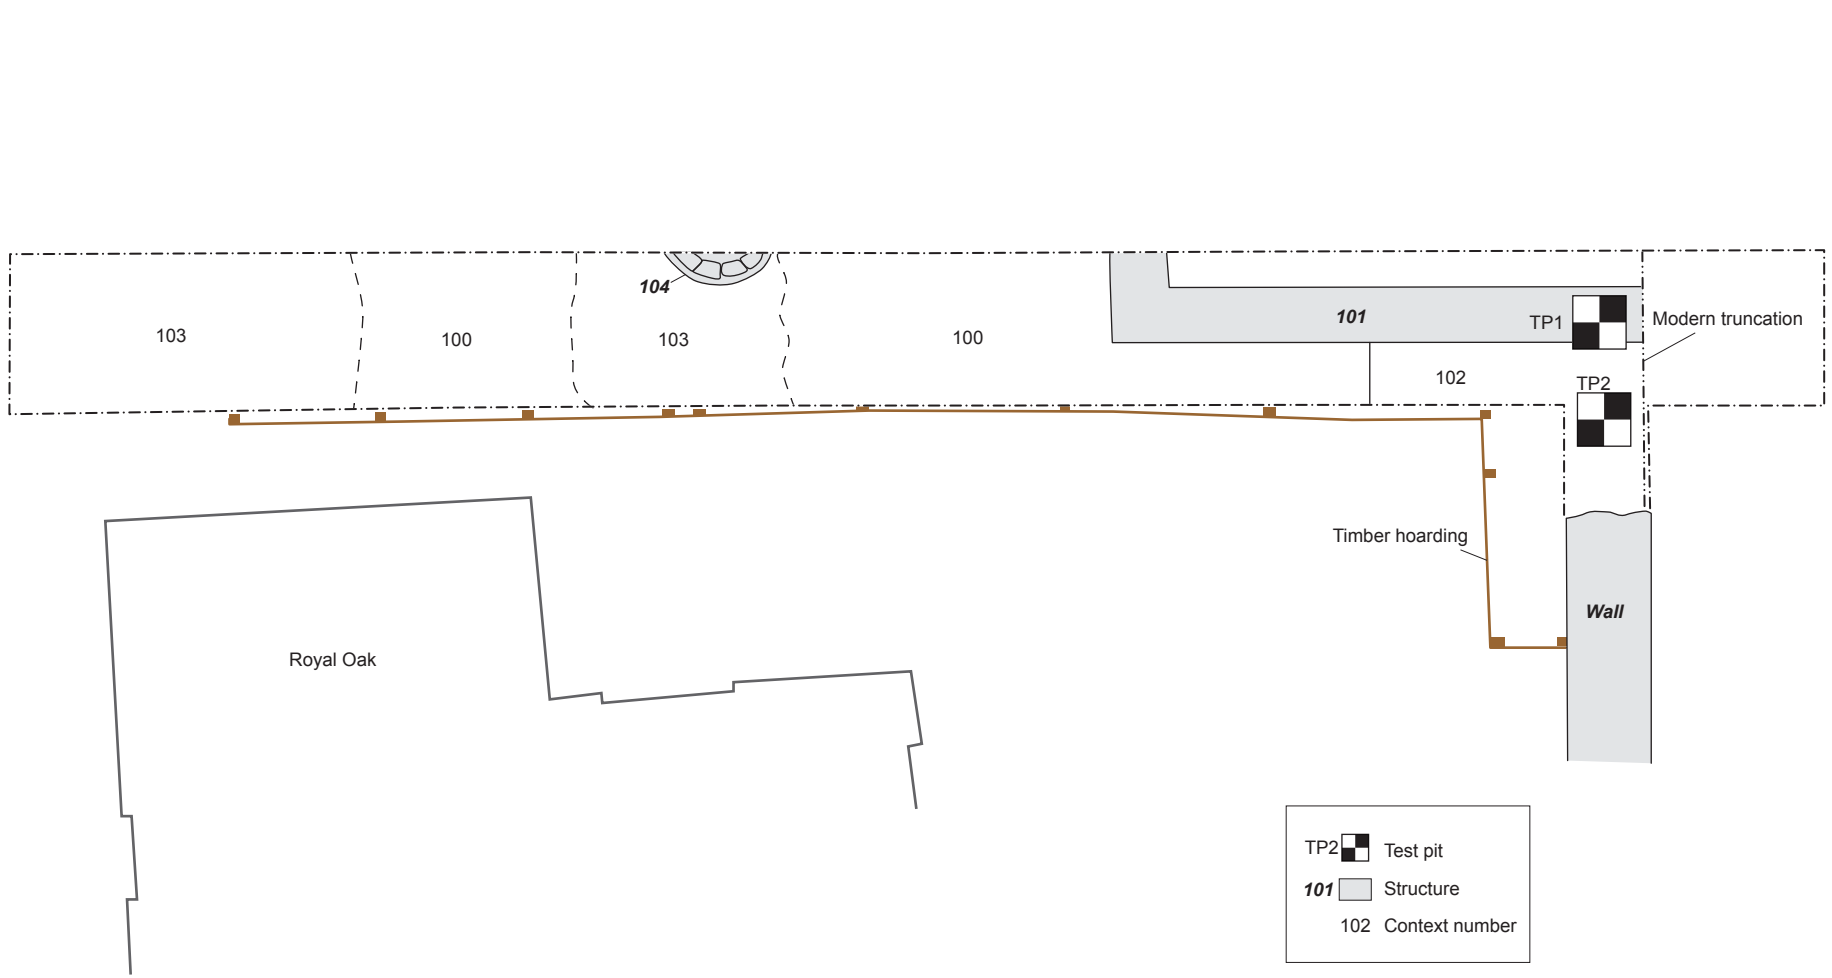 104
103
100
103
100
101
TP1
Modern truncation
102
TP2
Timber hoarding
Wall
Royal Oak
TP2 Test pit
101 Structure
102 Context number